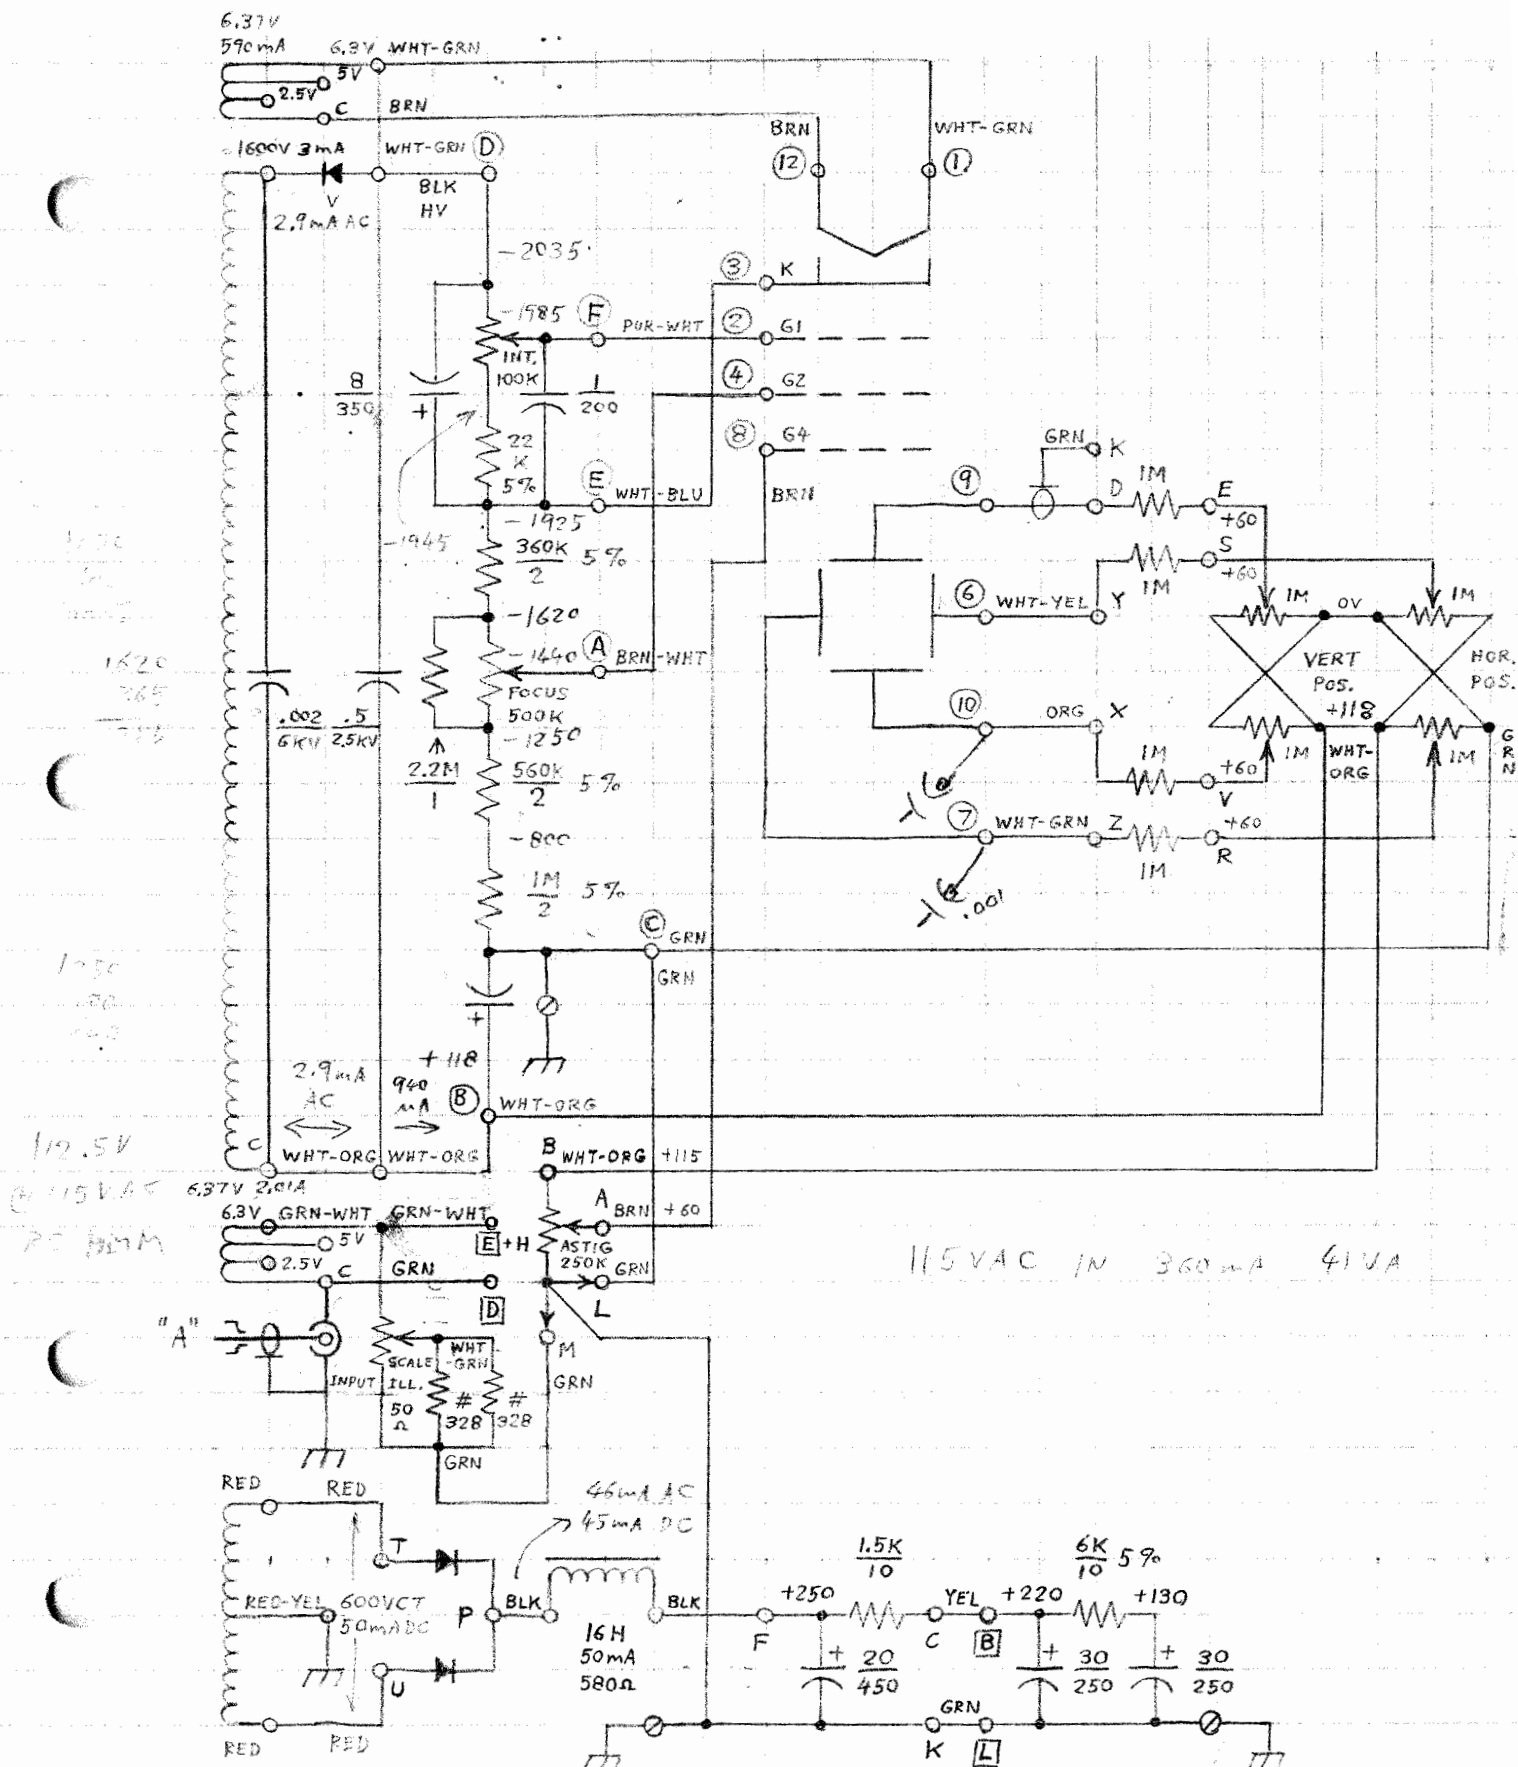 6.37V
590mA 6.3V WHT-GRN
5V
2.5V
C BRN
BRN WHT-GRN
-1600V 3mA WHT-GRN D
12 1
BLK
HV
V
2.9mA AC
-2035
3 K
-1985 F PUR-WHT 2 G1
INT.
100K
4 G2
8
350
+
1
200
8 G4
22
K
5%
E WHT-BLU
BRN
GRN K
9 D 1M E
+60
-1925
-1945
360K
2
5%
S
+60
1M
6 WHT-YEL Y
1M 0V 1M
-1620
-1440 A BRN-WHT
FOCUS
500K
-1250
VERT
POS.
+118
HOR.
POS.
1620
365
.002
6KV
.5
2.5KV
10 ORG X
1M WHT-
ORG
1M
GRN
2.2M
1
560K
2
5%
1M
+60
V
7 WHT-GRN Z
+60
R
1M
.001
-800
1M
2
5%
C GRN
GRN
1250
+
+118
2.9mA
AC
940
µA
B WHT-ORG
112.5V
@ 115VAC
C WHT-ORG WHT-ORG
B WHT-ORG +115
6.37V 2.01A
6.3V GRN-WHT GRN-WHT
5V
2.5V
C GRN
E +H
D
A BRN +60
ASTIG
250K GRN
L
115VAC IN 360mA 41VA
"A"
INPUT
SCALE
ILL.
50
Ω
WHT
-GRN
#
328
#
328
M
GRN
GRN
RED RED
46mA AC
45mA DC
T
RED-YEL 600VCT
50mADC
P BLK BLK
16H
50mA
580Ω
U
RED RED
F +250
1.5K
10
C YEL B +220
6K
10
5%
+130
+
20
450
+
30
250
+
30
250
GRN
K L